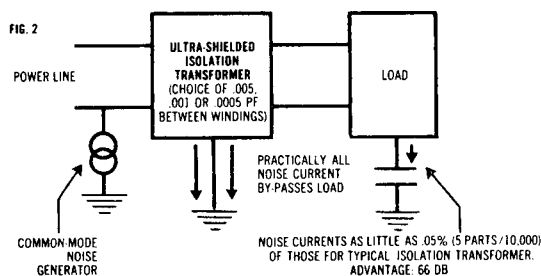 FIG. 2
POWER LINE
ULTRA-SHIELDED
ISOLATION
TRANSFORMER
(CHOICE OF .005,
.001 OR .0005 PF
BETWEEN WINDINGS)
LOAD
PRACTICALLY ALL
NOISE CURRENT
BY-PASSES LOAD
COMMON-MODE
NOISE
GENERATOR
NOISE CURRENTS AS LITTLE AS .05% (5 PARTS/10,000)
OF THOSE FOR TYPICAL ISOLATION TRANSFORMER.
ADVANTAGE: 66 DB